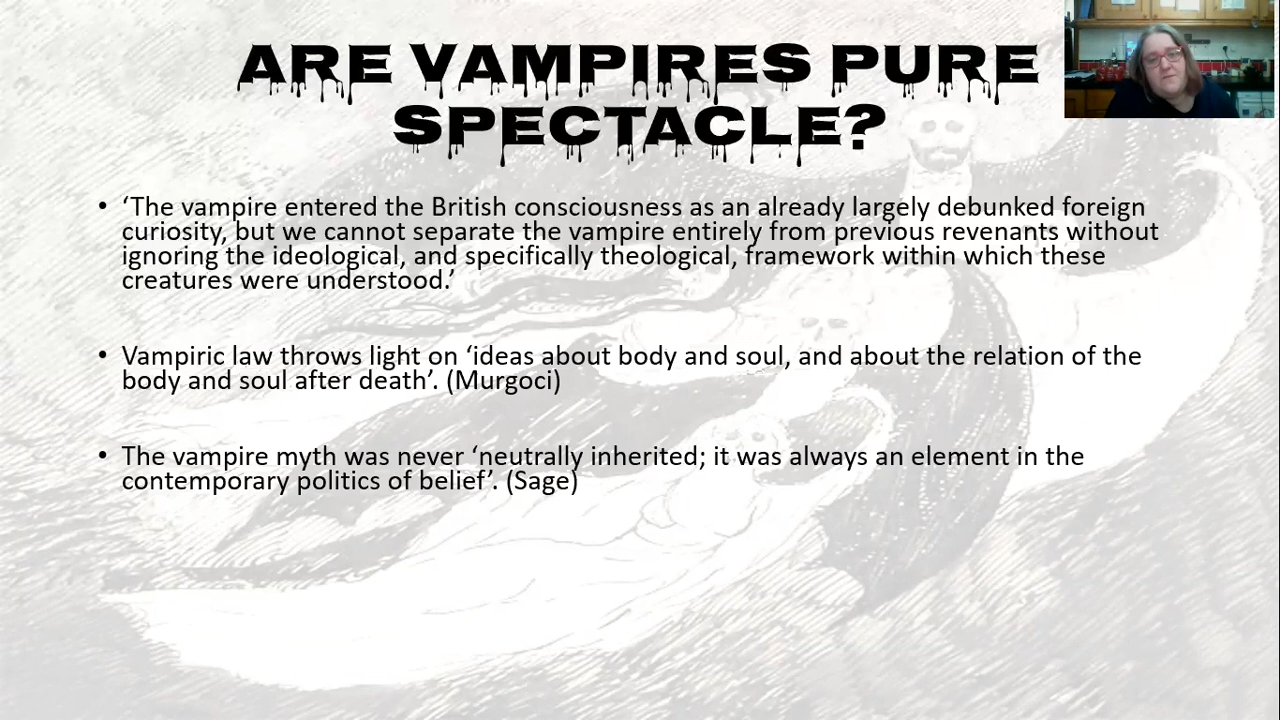 ARE VAMPIRES PURE
SPECTACLE?
• ‘The vampire entered the British consciousness as an already largely debunked foreign
curiosity, but we cannot separate the vampire entirely from previous revenants without
ignoring the ideological, and specifically theological, framework within which these
creatures were understood.’
• Vampiric law throws light on ‘ideas about body and soul, and about the relation of the
body and soul after death’. (Murgoci)
• The vampire myth was never ‘neutrally inherited; it was always an element in the
contemporary politics of belief’. (Sage)